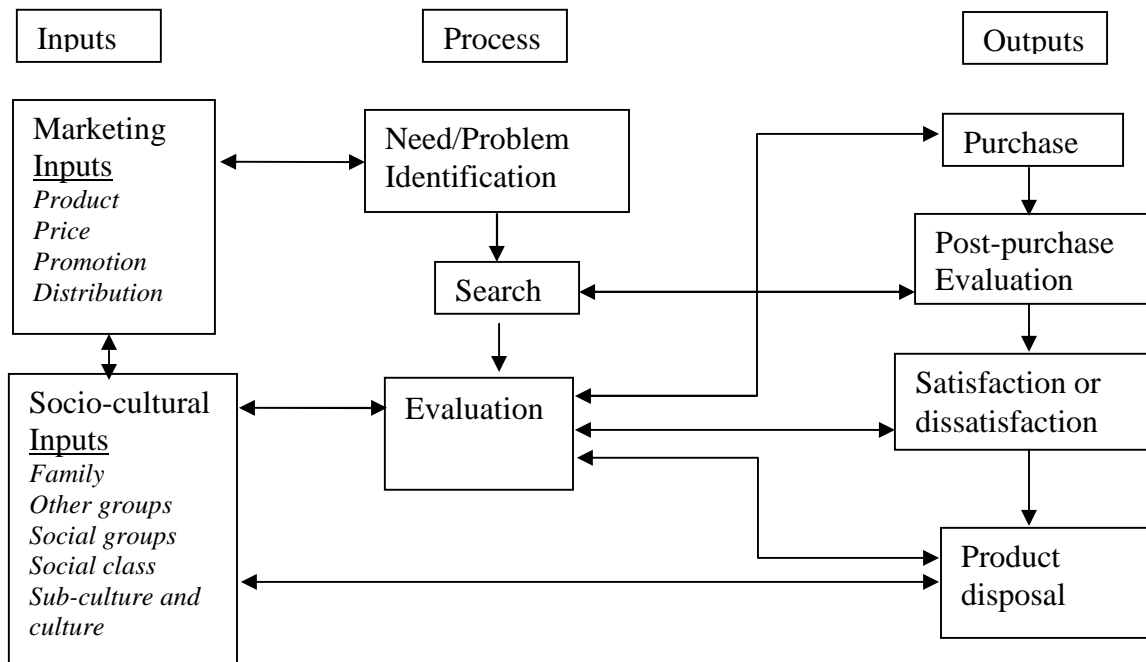 Inputs
Process
Outputs
Marketing
Inputs
Product
Price
Promotion
Distribution
Socio-cultural
Inputs
Family
Other groups
Social groups
Social class
Sub-culture and
culture
Need/Problem
Identification
Search
Evaluation
Purchase
Post-purchase
Evaluation
Satisfaction or
dissatisfaction
Product
disposal